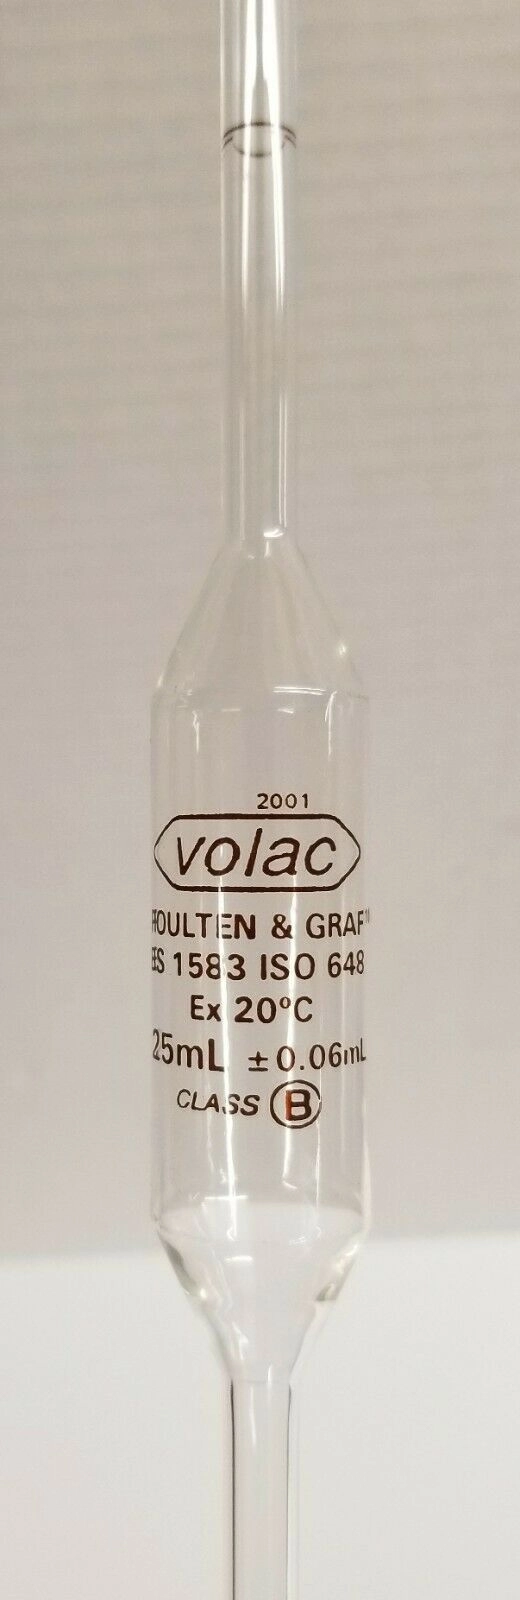 2001
volac
POULTEN & GRAF
BS 1583 ISO 648
Ex 20°C
25mL ±0.06mL
CLASS B